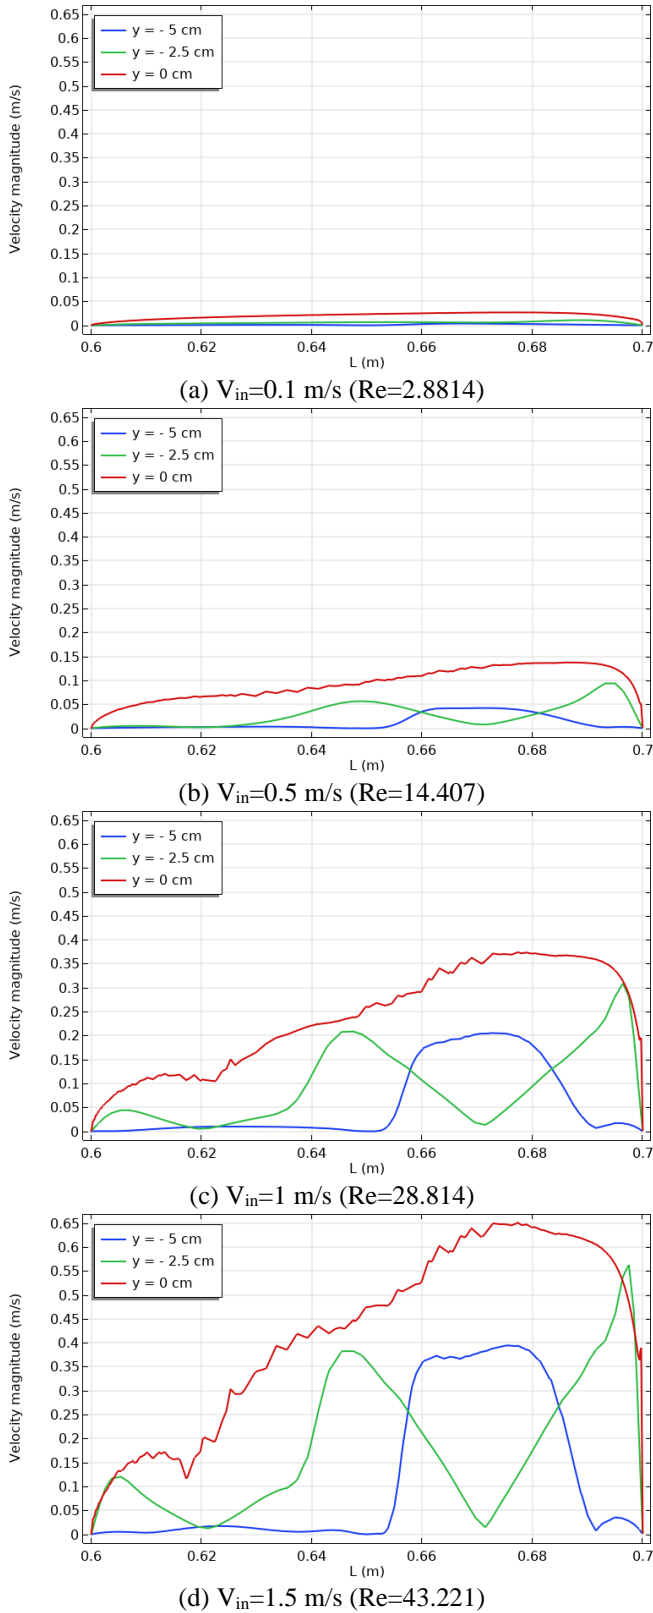 0.65
0.6
0.55
0.5
0.45
0.4
0.35
0.3
0.25
0.2
0.15
0.1
0.05
0
Velocity magnitude (m/s)
y = - 5 cm
y = - 2.5 cm
y = 0 cm
0.6 0.62 0.64 0.66 0.68 0.7
L (m)
(a) Vin=0.1 m/s (Re=2.8814)
0.65
0.6
0.55
0.5
0.45
0.4
0.35
0.3
0.25
0.2
0.15
0.1
0.05
0
Velocity magnitude (m/s)
y = - 5 cm
y = - 2.5 cm
y = 0 cm
0.6 0.62 0.64 0.66 0.68 0.7
L (m)
(b) Vin=0.5 m/s (Re=14.407)
0.65
0.6
0.55
0.5
0.45
0.4
0.35
0.3
0.25
0.2
0.15
0.1
0.05
0
Velocity magnitude (m/s)
y = - 5 cm
y = - 2.5 cm
y = 0 cm
0.6 0.62 0.64 0.66 0.68 0.7
L (m)
(c) Vin=1 m/s (Re=28.814)
0.65
0.6
0.55
0.5
0.45
0.4
0.35
0.3
0.25
0.2
0.15
0.1
0.05
0
Velocity magnitude (m/s)
y = - 5 cm
y = - 2.5 cm
y = 0 cm
0.6 0.62 0.64 0.66 0.68 0.7
L (m)
(d) Vin=1.5 m/s (Re=43.221)